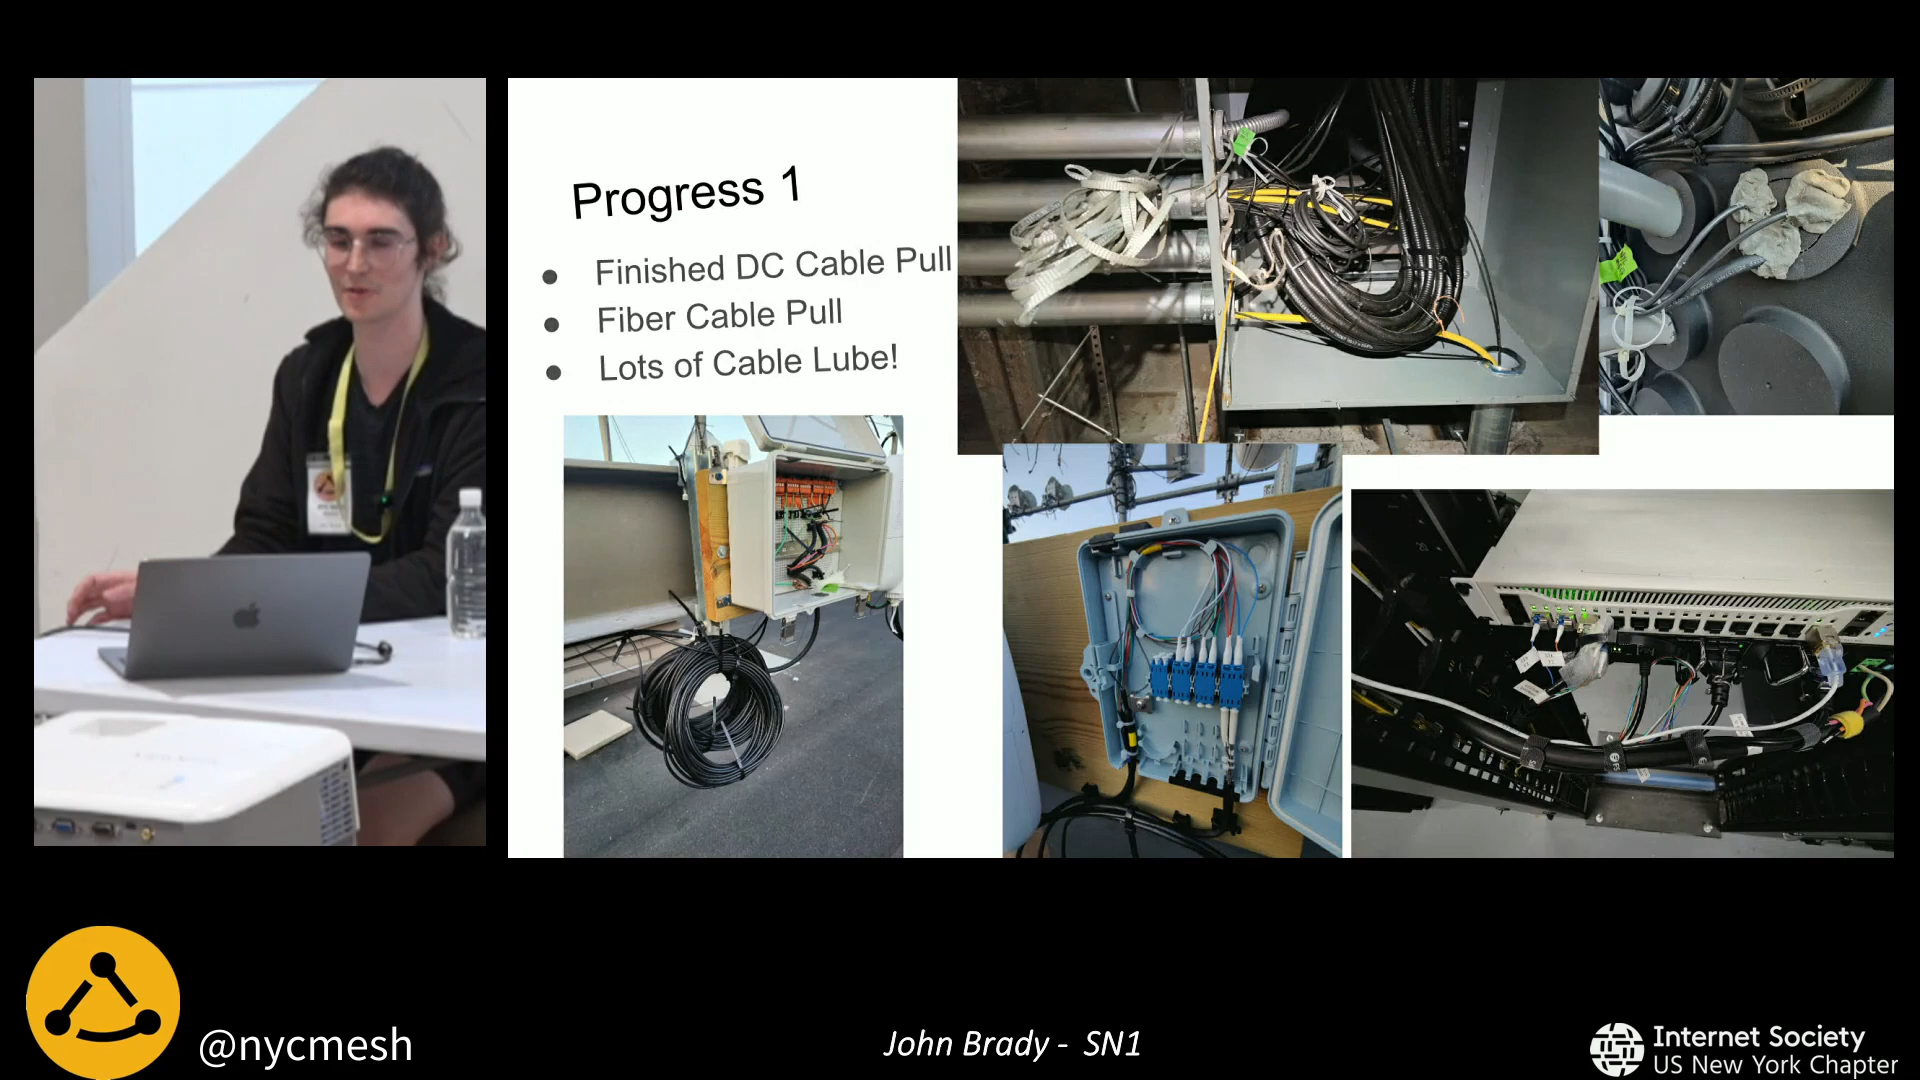 Progress 1
● Finished DC Cable Pull
● Fiber Cable Pull
● Lots of Cable Lube!
@nycmesh
John Brady - SN1
Internet Society
US New York Chapter